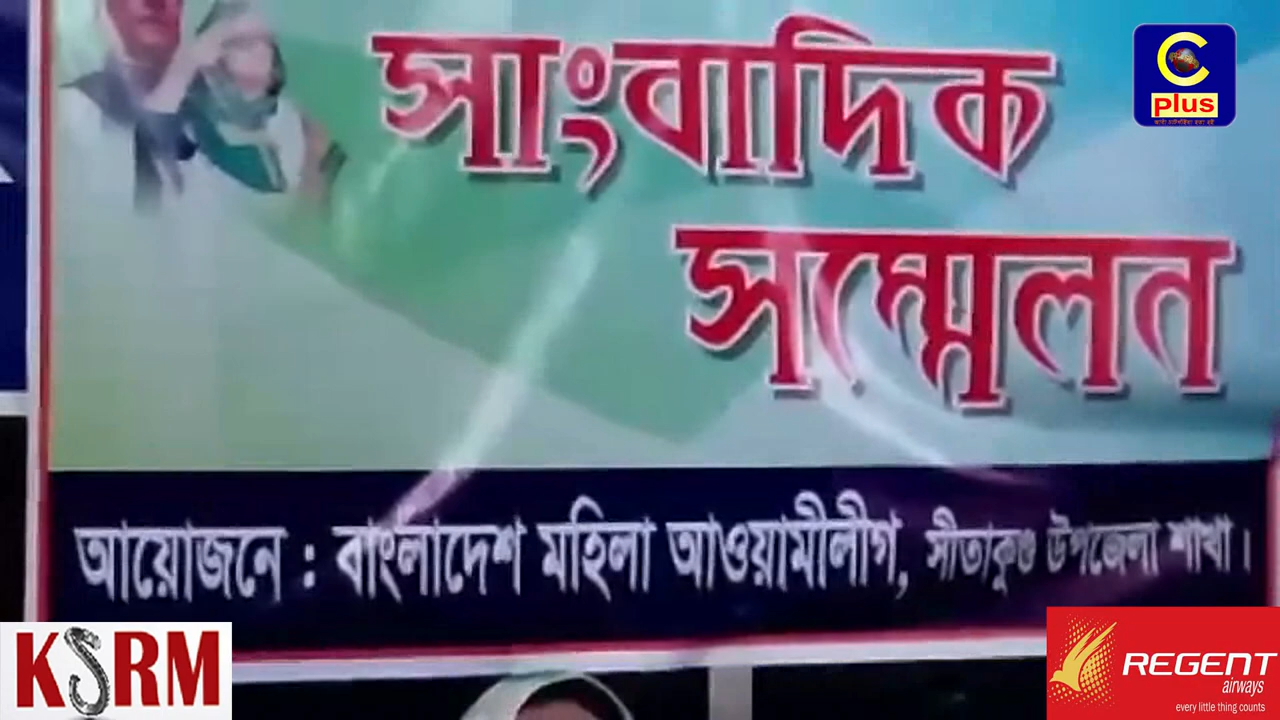 সাংবাদিক
সম্মেলন
C
plus
আয়োজনে : বাংলাদেশ মহিলা আওয়ামীলীগ, সীতাকুণ্ড উপজেলা শাখা।
KSRM
REGENT
airways
every little thing counts